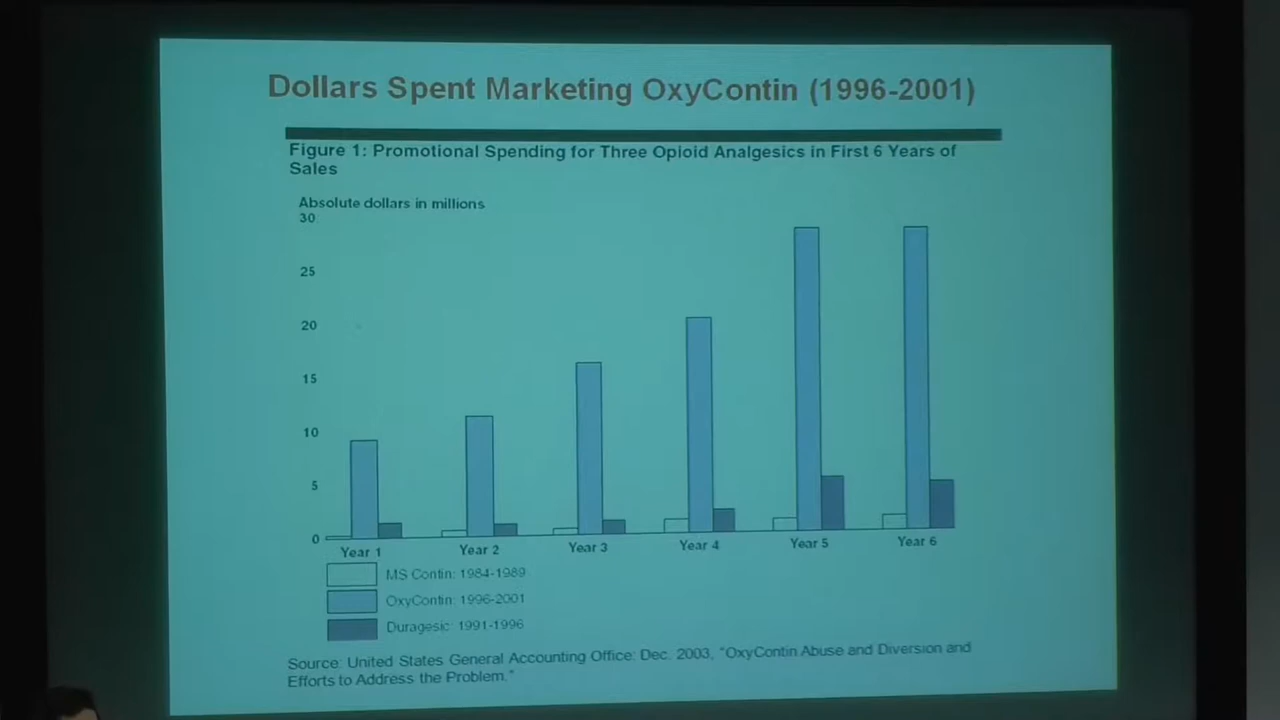 Dollars Spent Marketing OxyContin (1996-2001)
Figure 1: Promotional Spending for Three Opioid Analgesics in First 6 Years of
Sales
Absolute dollars in millions
30
25
20
15
10
5
0
Year 1 Year 2 Year 3 Year 4 Year 5 Year 6
MS Contin: 1984-1989
OxyContin: 1996-2001
Duragesic: 1991-1996
Source: United States General Accounting Office: Dec. 2003, "OxyContin Abuse and Diversion and
Efforts to Address the Problem."